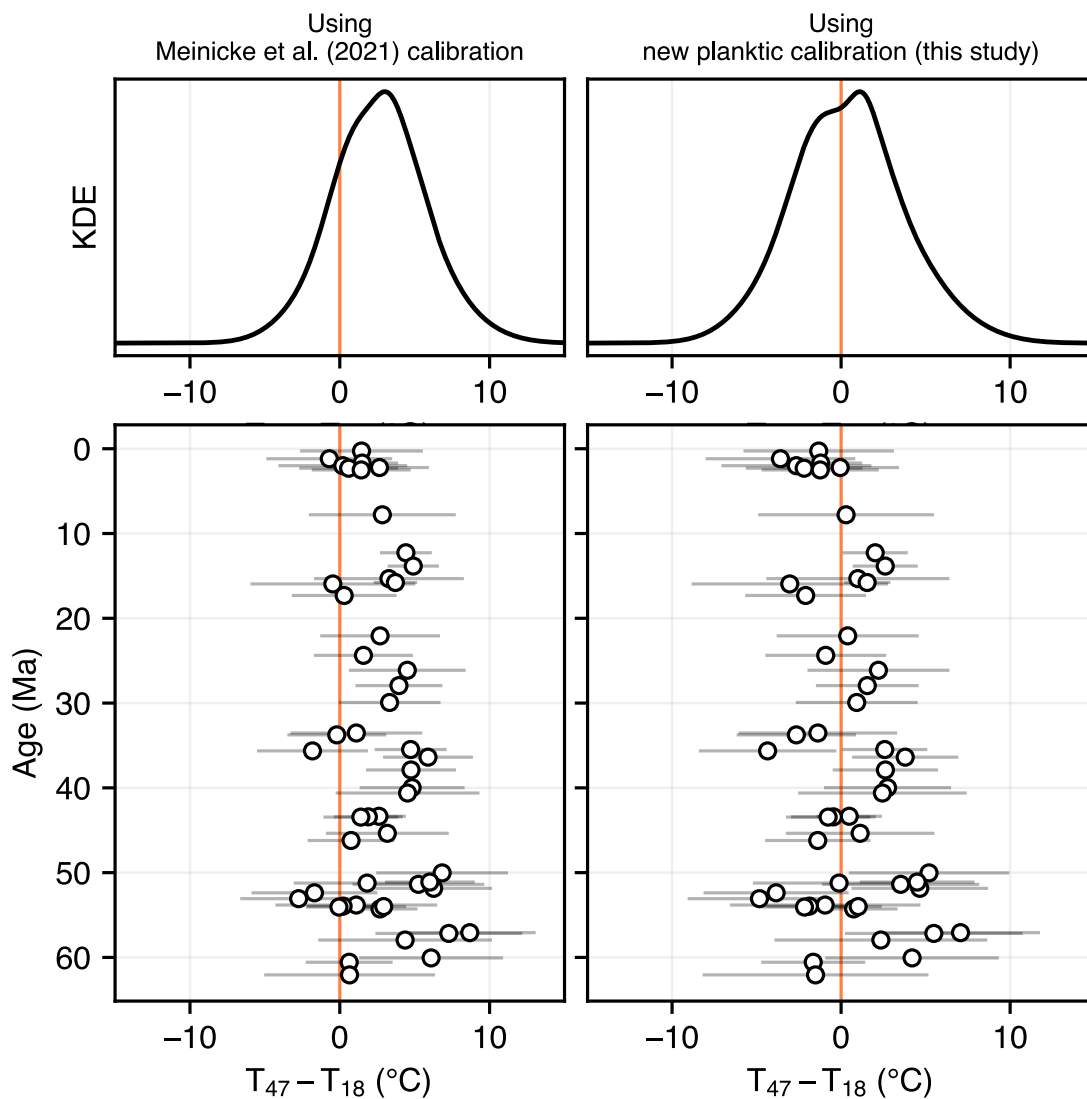 Using
Meinicke et al. (2021) calibration
Using
new planktic calibration (this study)
KDE
−10 0 10
−10 0 10
Age (Ma)
0
10
20
30
40
50
60
−10 0 10
−10 0 10
T47 − T18 (°C)
T47 − T18 (°C)